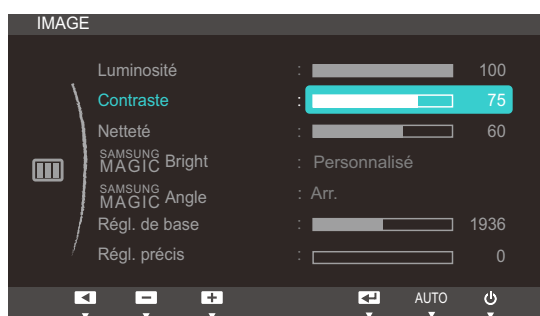 IMAGE
Luminosité : 100
Contraste : 75
Netteté : 60
SAMSUNG
MAGIC Bright : Personnalisé
SAMSUNG
MAGIC Angle : Arr.
Régl. de base : 1936
Régl. précis : 0
AUTO